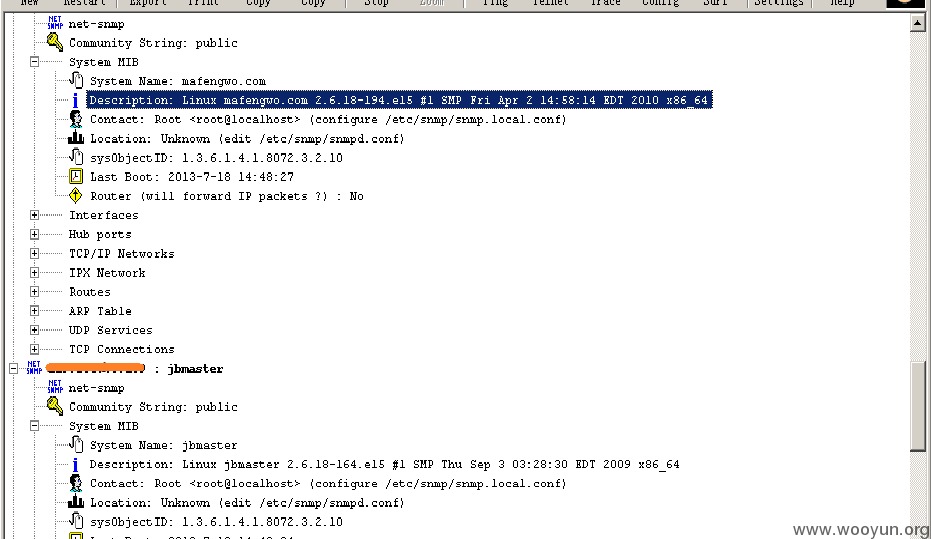 New Restart Export Print Copy Copy Stop Zoom Ping Telnet Trace Config Surf Settings Help
NET SNMP net-snmp
Community String: public
System MIB
System Name: mafengwo.com
Description: Linux mafengwo.com 2.6.18-194.el5 #1 SMP Fri Apr 2 14:58:14 EDT 2010 x86_64
Contact: Root <root@localhost> (configure /etc/snmp/snmp.local.conf)
Location: Unknown (edit /etc/snmp/snmpd.conf)
sysObjectID: 1.3.6.1.4.1.8072.3.2.10
Last Boot: 2013-7-18 14:48:27
Router (will forward IP packets ?) : No
Interfaces
Hub ports
TCP/IP Networks
IPX Network
Routes
ARP Table
UDP Services
TCP Connections
NET SNMP : jbmaster
NET SNMP net-snmp
Community String: public
System MIB
System Name: jbmaster
Description: Linux jbmaster 2.6.18-164.el5 #1 SMP Thu Sep 3 03:28:30 EDT 2009 x86_64
Contact: Root <root@localhost> (configure /etc/snmp/snmp.local.conf)
Location: Unknown (edit /etc/snmp/snmpd.conf)
sysObjectID: 1.3.6.1.4.1.8072.3.2.10
www.wooyun.org